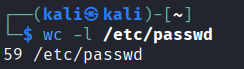 ┌──(kali㉿kali)-[~]
└─$ wc -l /etc/passwd
59 /etc/passwd